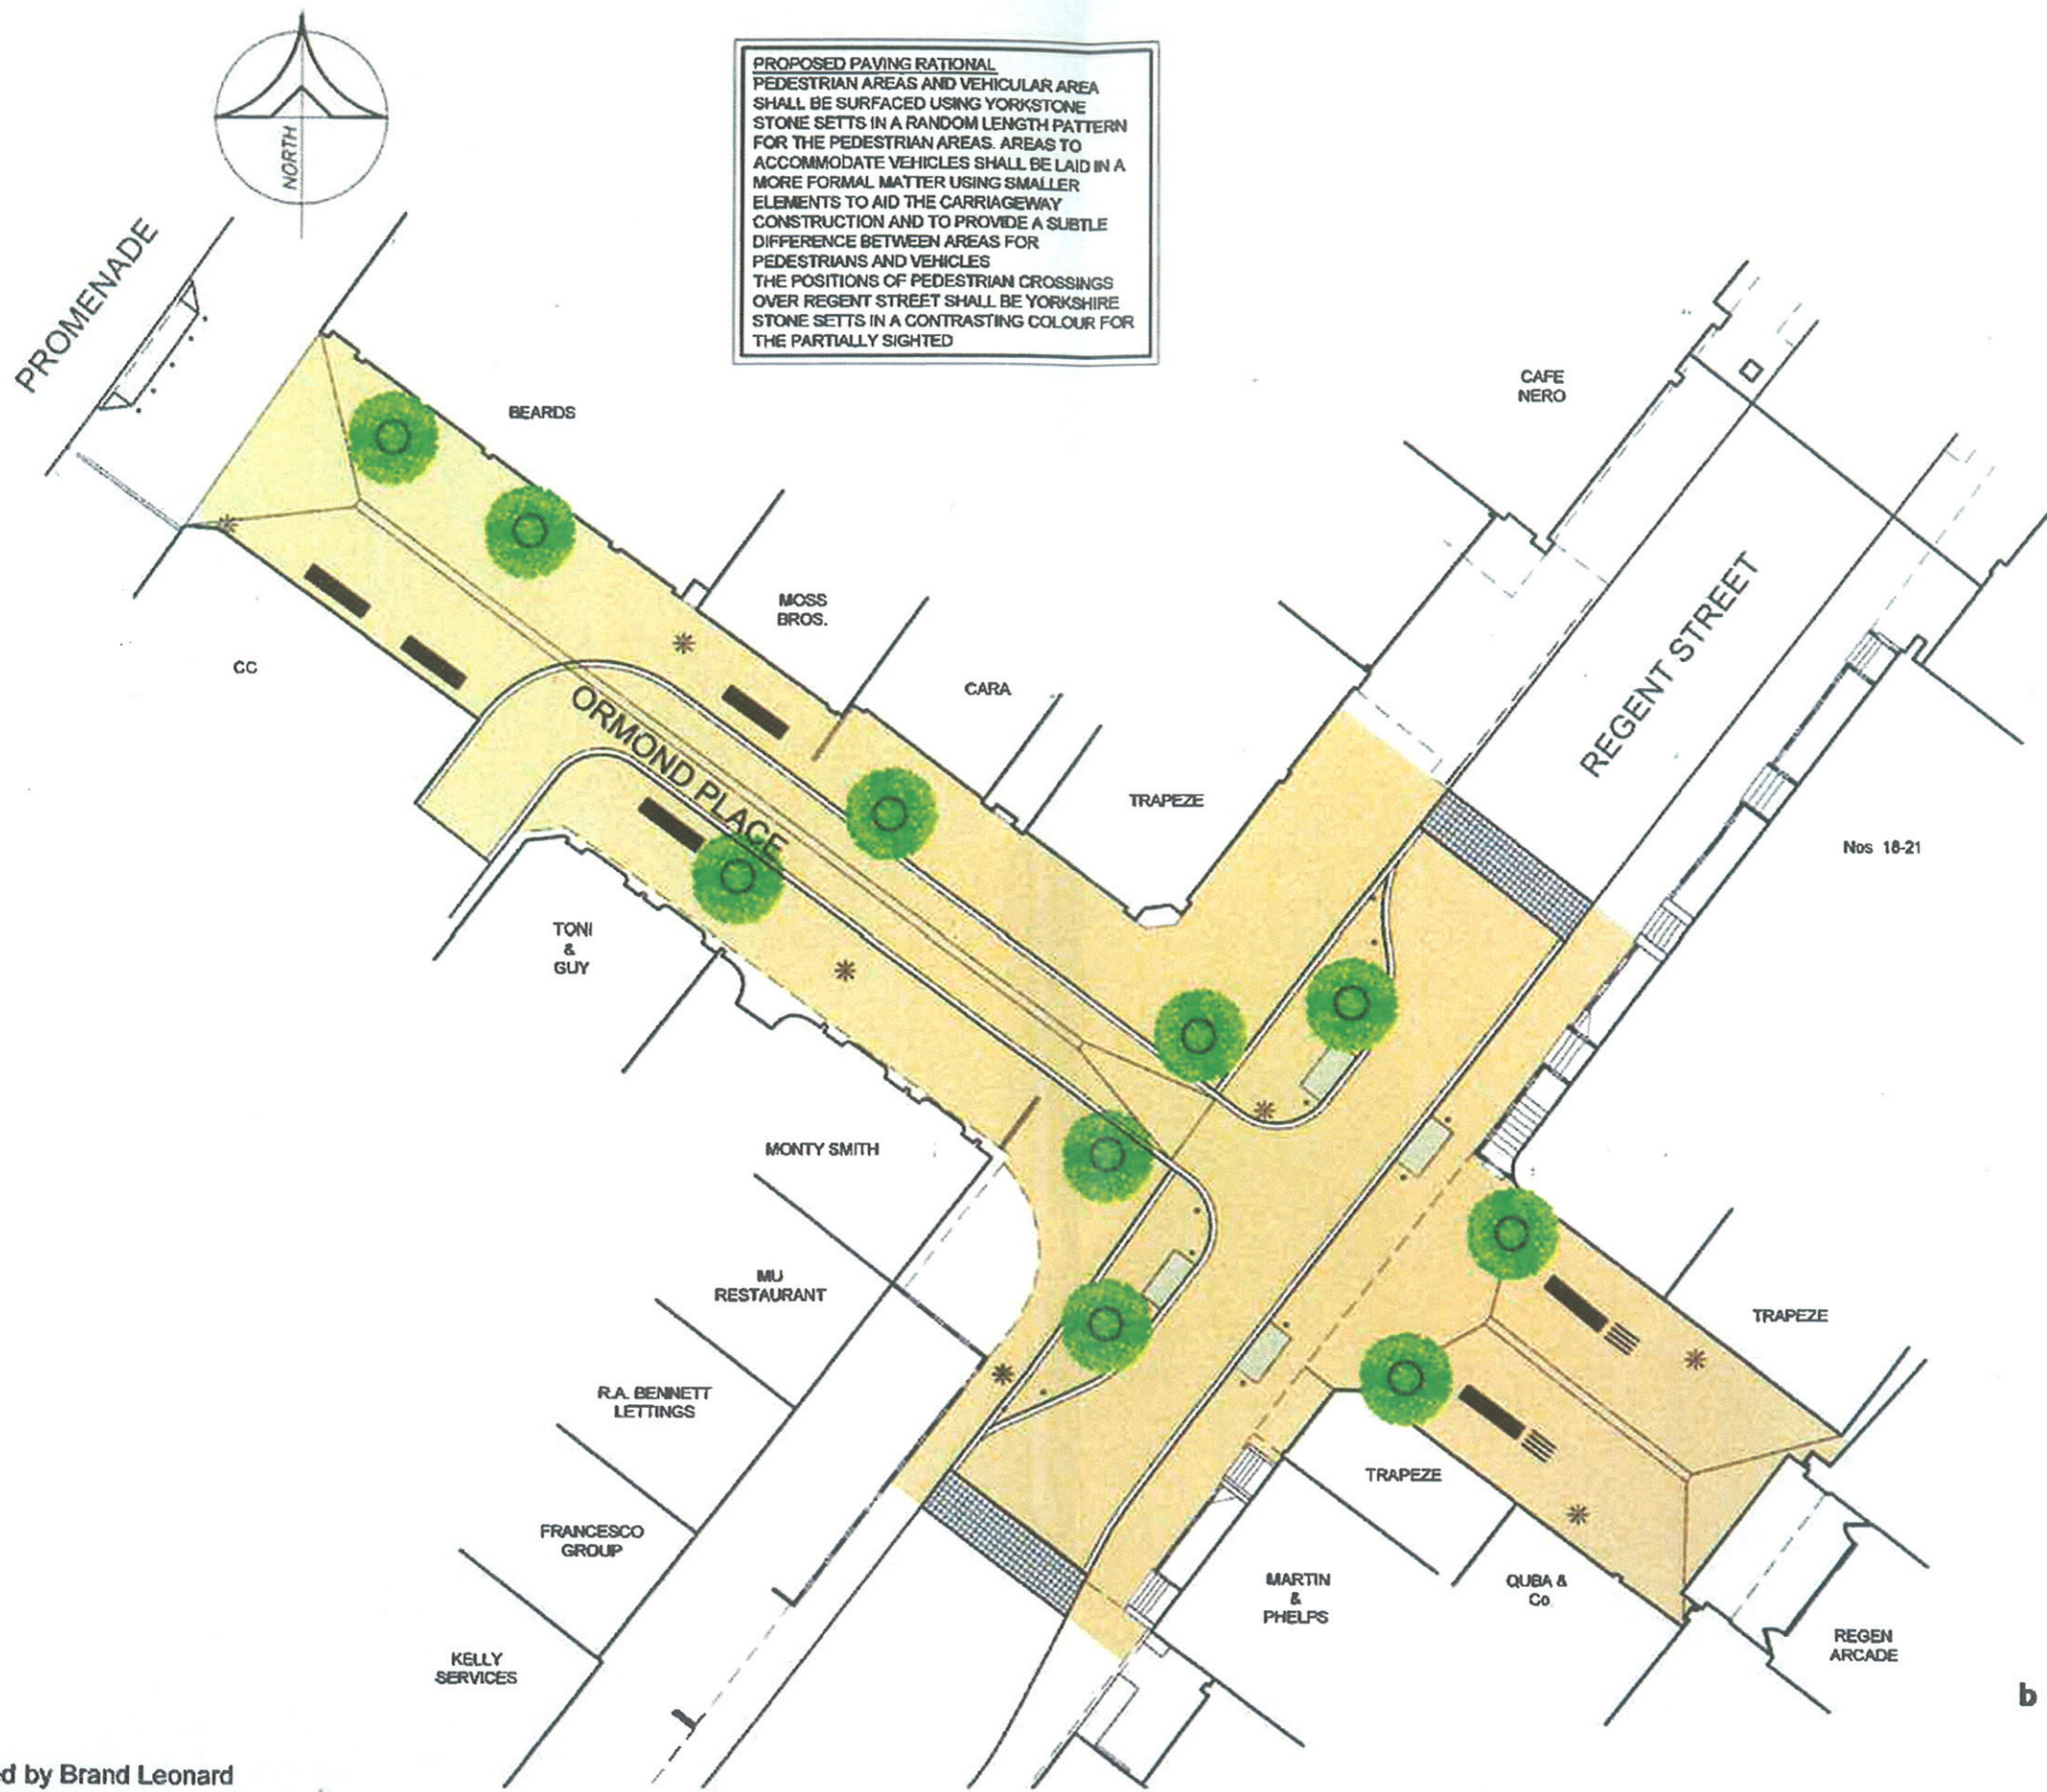 NORTH
PROPOSED PAVING RATIONAL
PEDESTRIAN AREAS AND VEHICULAR AREA
SHALL BE SURFACED USING YORKSTONE
STONE SETTS IN A RANDOM LENGTH PATTERN
FOR THE PEDESTRIAN AREAS. AREAS TO
ACCOMMODATE VEHICLES SHALL BE LAID IN A
MORE FORMAL MATTER USING SMALLER
ELEMENTS TO AID THE CARRIAGEWAY
CONSTRUCTION AND TO PROVIDE A SUBTLE
DIFFERENCE BETWEEN AREAS FOR
PEDESTRIANS AND VEHICLES
THE POSITIONS OF PEDESTRIAN CROSSINGS
OVER REGENT STREET SHALL BE YORKSHIRE
STONE SETTS IN A CONTRASTING COLOUR FOR
THE PARTIALLY SIGHTED
PROMENADE
BEARDS
CAFE
NERO
MOSS
BROS.
CC
CARA
ORMOND PLACE
TRAPEZE
REGENT STREET
Nos 18-21
TONI
&
GUY
MONTY SMITH
MU
RESTAURANT
TRAPEZE
R.A. BENNETT
LETTINGS
TRAPEZE
FRANCESCO
GROUP
MARTIN
&
PHELPS
QUBA &
Co
REGEN
ARCADE
KELLY
SERVICES
b
d by Brand Leonard